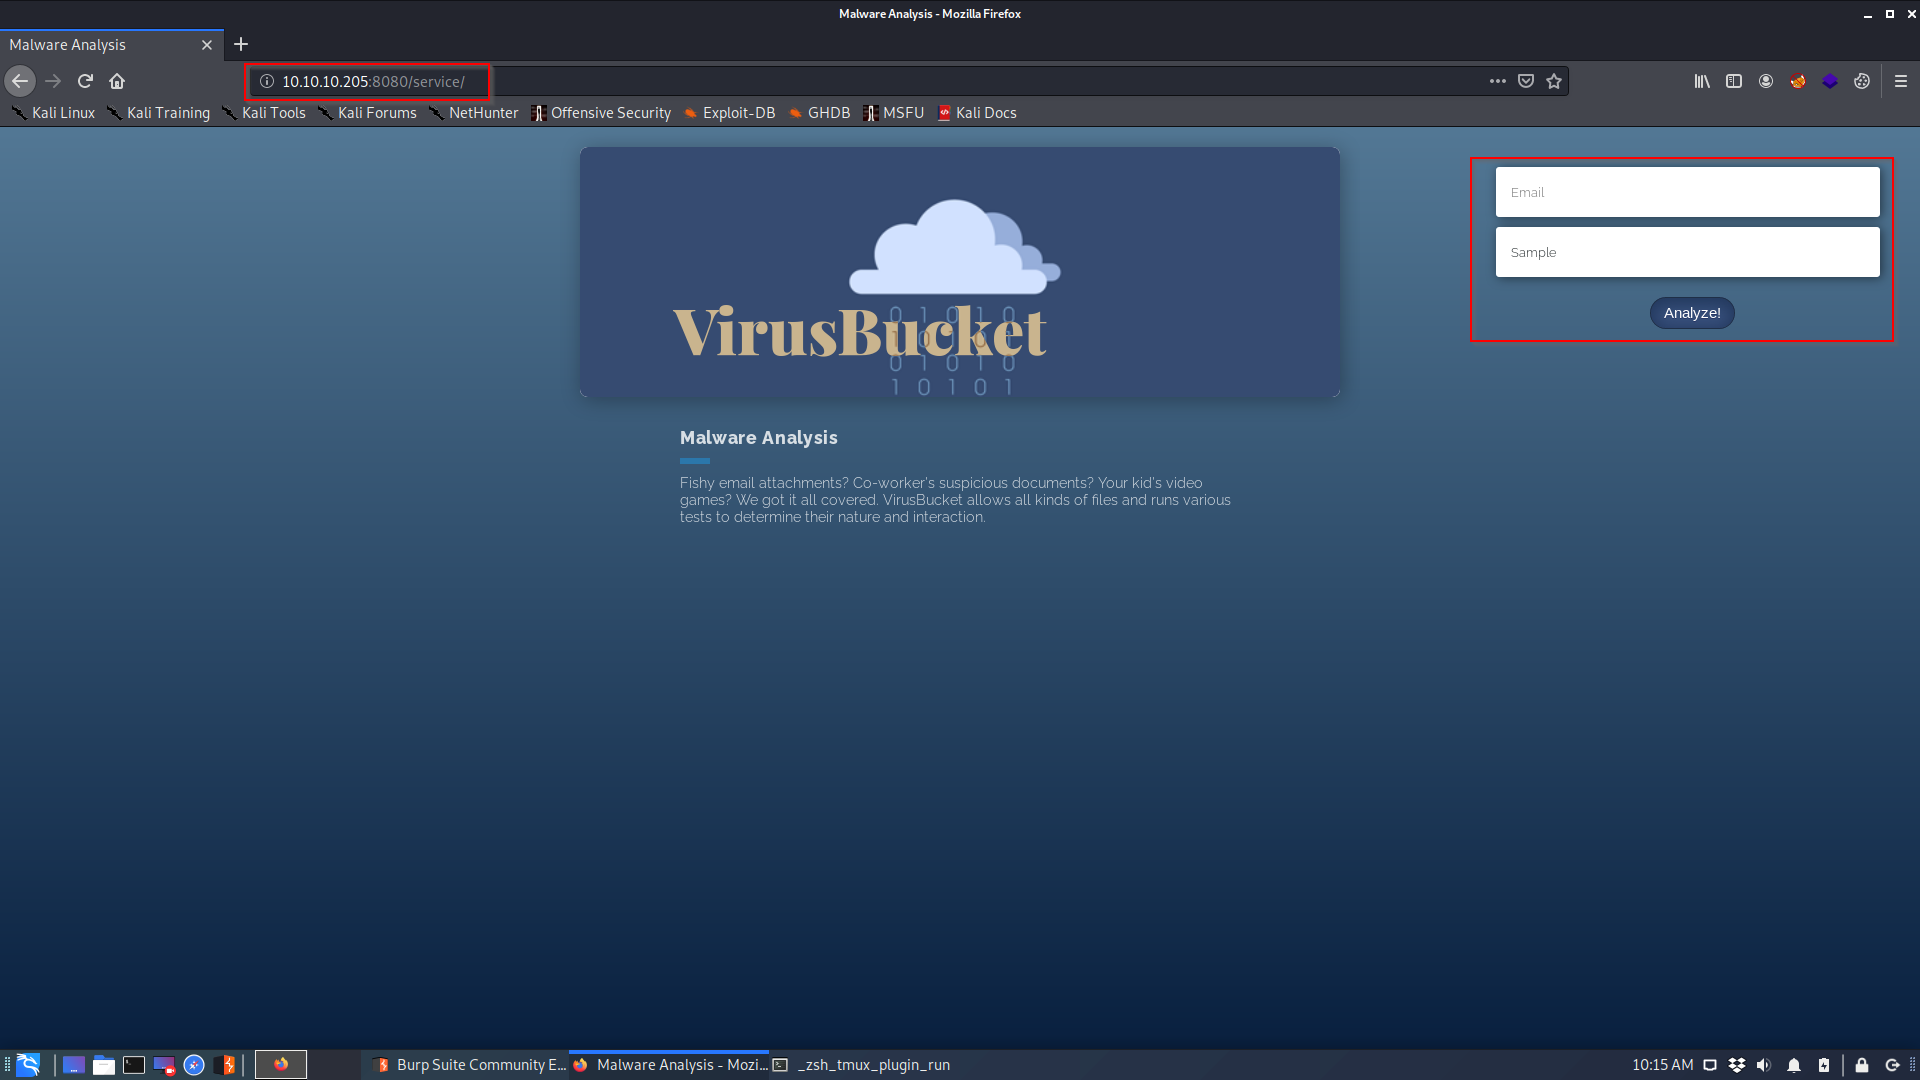 Malware Analysis - Mozilla Firefox
Malware Analysis
10.10.10.205:8080/service/
Kali Linux Kali Training Kali Tools Kali Forums NetHunter Offensive Security Exploit-DB GHDB MSFU Kali Docs
Email
Sample
Analyze!
VirusBucket
0 1 0 1 0
1 0 1 0 1
0 1 0 1 0
1 0 1 0 1
Malware Analysis
Fishy email attachments? Co-worker's suspicious documents? Your kid's video
games? We got it all covered. VirusBucket allows all kinds of files and runs various
tests to determine their nature and interaction.
Burp Suite Community E... Malware Analysis - Mozi... _zsh_tmux_plugin_run 10:15 AM